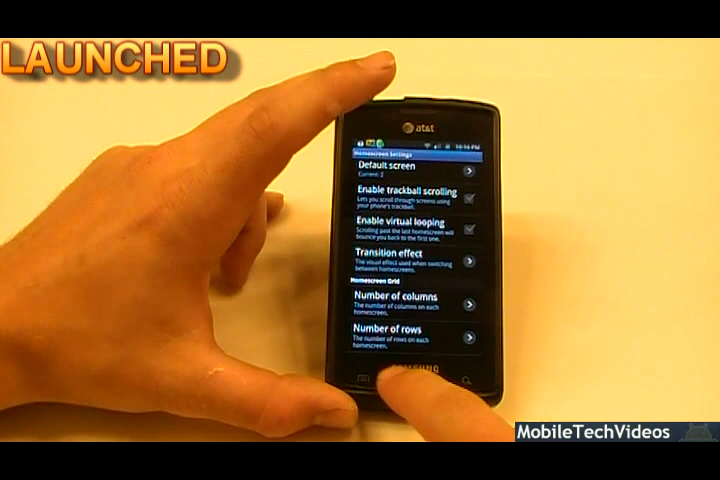 LAUNCHED
at&t
10:14 PM
Homescreen Settings
Default screen
Current: 2
Enable trackball scrolling
Lets you scroll through screens using
your phone's trackball.
Enable virtual looping
Scrolling past the last homescreen will
bounce you back to the first one.
Transition effect
The visual effect used when switching
between homescreens.
Homescreen Grid
Number of columns
The number of columns on each
homescreen.
Number of rows
The number of rows on each
homescreen.
MobileTechVideos